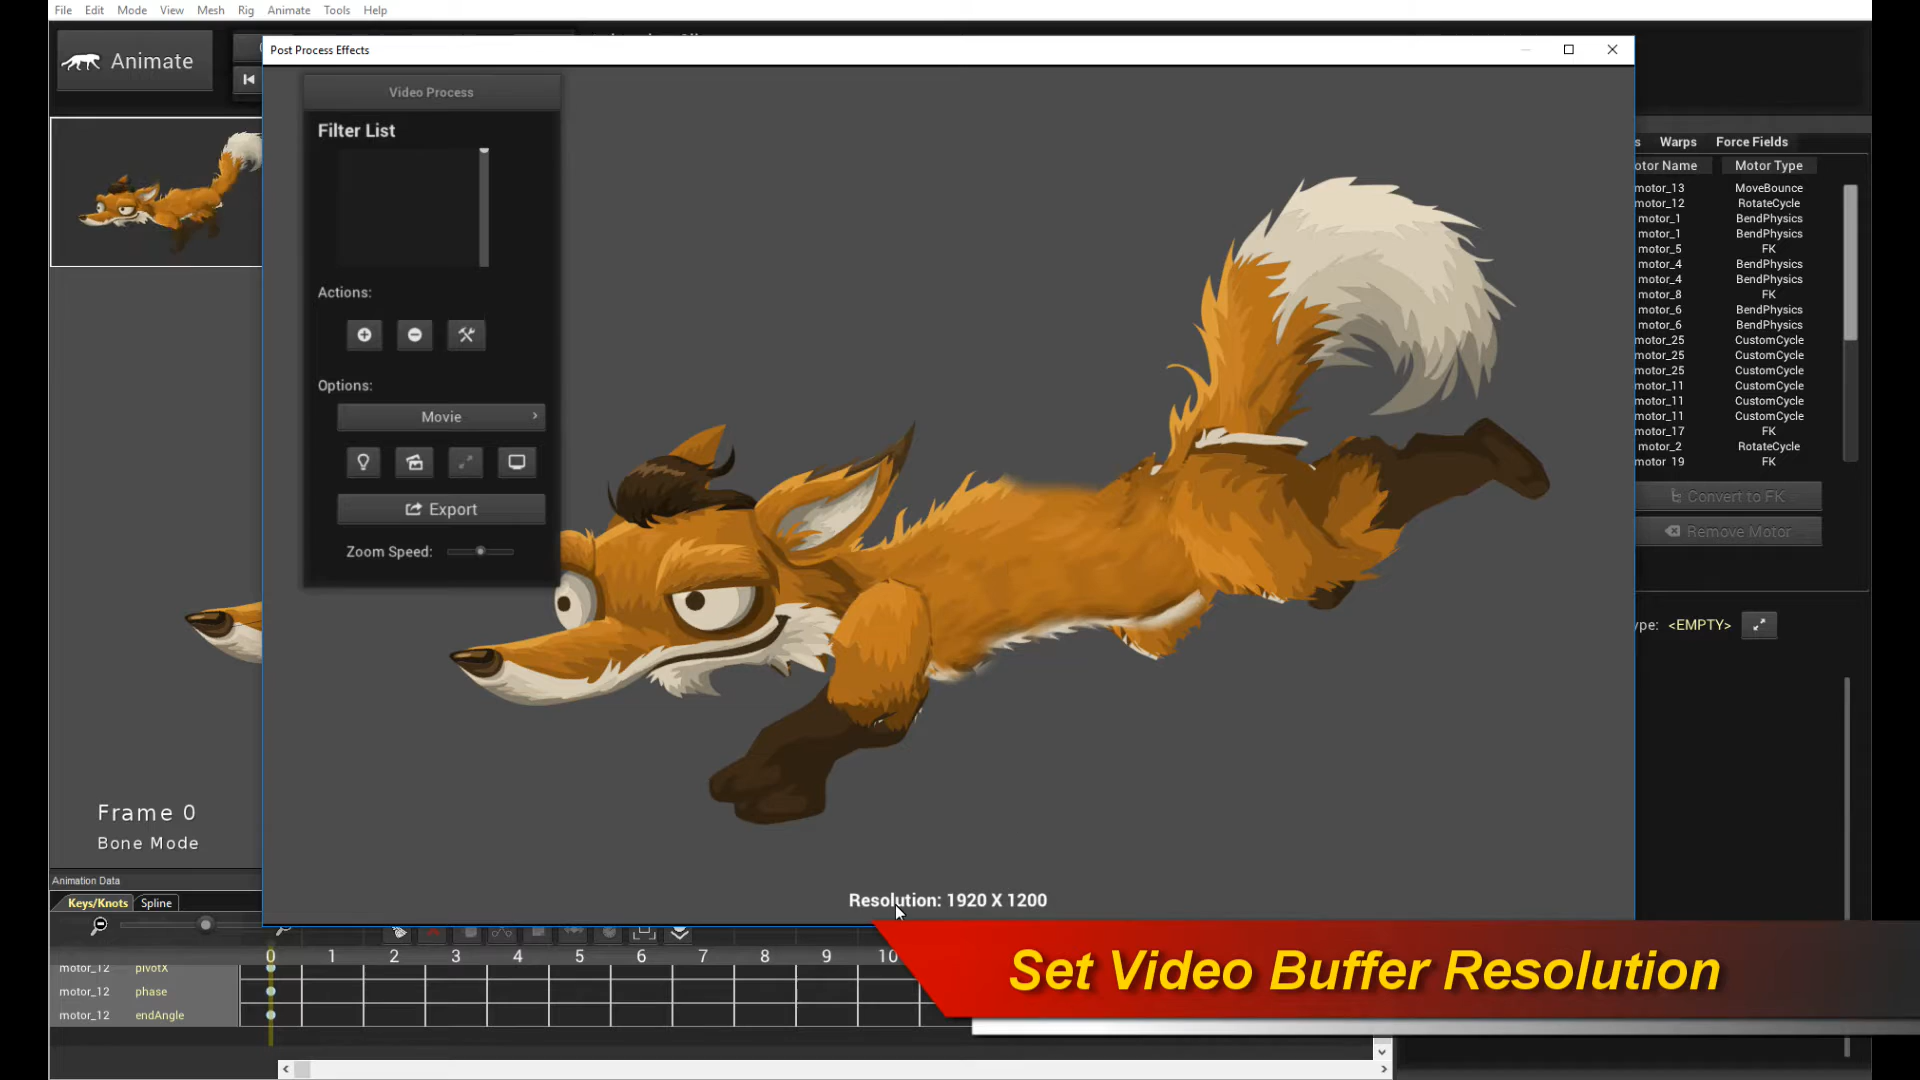 File Edit Mode View Mesh Rig Animate Tools Help
Animate
Post Process Effects
Video Process
Filter List
Actions:
Options:
Movie
Export
Zoom Speed:
Resolution: 1920 X 1200
Warps Force Fields
otor Name Motor Type
motor_13 MoveBounce
motor_12 RotateCycle
motor_1 BendPhysics
motor_1 BendPhysics
motor_5 FK
motor_4 BendPhysics
motor_4 BendPhysics
motor_8 FK
motor_6 BendPhysics
motor_6 BendPhysics
motor_25 CustomCycle
motor_25 CustomCycle
motor_25 CustomCycle
motor_11 CustomCycle
motor_11 CustomCycle
motor_11 CustomCycle
motor_17 FK
motor_2 RotateCycle
motor 19 FK
Convert to FK
Remove Motor
ype: <EMPTY>
Frame 0
Bone Mode
Animation Data
Keys/Knots Spline
0 1 2 3 4 5 6 7 8 9 10
motor_12 pivotX
motor_12 phase
motor_12 endAngle
Set Video Buffer Resolution